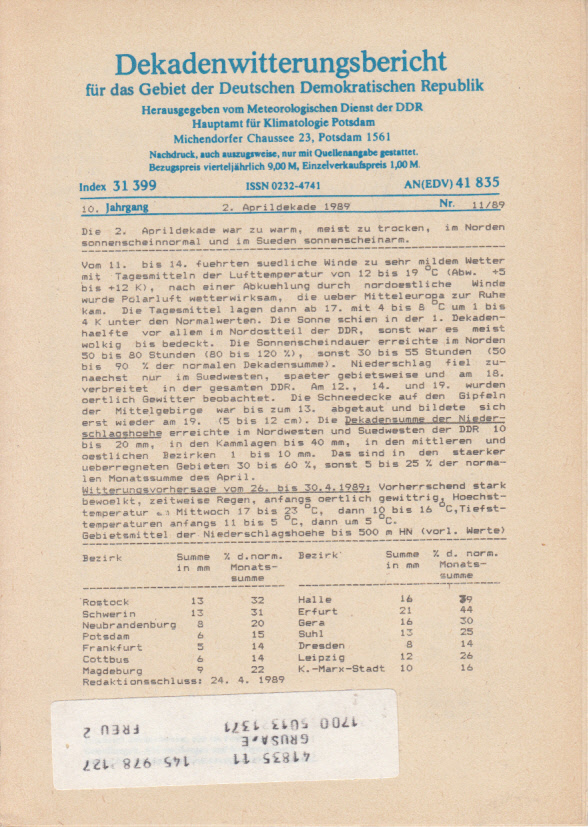 Dekadenwitterungsbericht
für das Gebiet der Deutschen Demokratischen Republik
Herausgegeben vom Meteorologischen Dienst der DDR
Hauptamt für Klimatologie Potsdam
Michendorfer Chaussee 23, Potsdam 1561
Nachdruck, auch auszugsweise, nur mit Quellenangabe gestattet.
Bezugspreis vierteljährlich 9,00 M, Einzelverkaufspreis 1,00 M.
Index 31 399 ISSN 0232-4741 AN(EDV) 41 835
10. Jahrgang 2. Aprildekade 1989 Nr. 11/89
Die 2. Aprildekade war zu warm, meist zu trocken, im Norden
sonnenscheinnormal und im Sueden sonnenscheinarm.
Vom 11. bis 14. fuehrten suedliche Winde zu sehr mildem Wetter
mit Tagesmitteln der Lufttemperatur von 12 bis 19 °C (Abw. +5
bis +12 K), nach einer Abkuehlung durch nordoestliche Winde
wurde Polarluft wetterwirksam, die ueber Mitteleuropa zur Ruhe
kam. Die Tagesmittel lagen dann ab 17. mit 4 bis 8 °C um 1 bis
4 K unter den Normalwerten. Die Sonne schien in der 1. Dekaden-
haelfte vor allem im Nordostteil der DDR, sonst war es meist
wolkig bis bedeckt. Die Sonnenscheindauer erreichte im Norden
50 bis 80 Stunden (80 bis 120 %), sonst 30 bis 55 Stunden (50
bis 90 % der normalen Dekadensumme). Niederschlag fiel zu-
naechst nur im Suedwesten, spaeter gebietsweise und am 18.
verbreitet in der gesamten DDR. Am 12., 14. und 19. wurden
oertlich Gewitter beobachtet. Die Schneedecke auf den Gipfeln
der Mittelgebirge war bis zum 13. abgetaut und bildete sich
erst wieder am 19. (5 bis 12 cm). Die Dekadensumme der Nieder-
schlagshoehe erreichte im Nordwesten und Suedwesten der DDR 10
bis 20 mm, in den Kammlagen bis 40 mm, in den mittleren und
oestlichen Bezirken 1 bis 10 mm. Das sind in den staerker
ueberregneten Gebieten 30 bis 60 %, sonst 5 bis 25 % der norma-
len Monatssumme des April.
Witterungsvorhersage vom 26. bis 30.4.1989: Vorherrschend stark
bewoelkt, zeitweise Regen, anfangs oertlich gewittrig. Hoechst-
temperatur am Mittwoch 17 bis 23 °C, dann 10 bis 16 °C, Tiefst-
temperaturen anfangs 11 bis 5 °C, dann um 5 °C.
Gebietsmittel der Niederschlagshoehe bis 500 m HN (vorl. Werte)
Bezirk Summe % d.norm. Bezirk Summe % d. norm.
in mm Monats- in mm Monats-
summe summe
Rostock 13 32 Halle 16 39
Schwerin 13 31 Erfurt 21 44
Neubrandenburg 8 20 Gera 16 30
Potsdam 6 15 Suhl 13 25
Frankfurt 5 14 Dresden 8 14
Cottbus 6 14 Leipzig 12 26
Magdeburg 9 22 K.-Marx-Stadt 10 16
Redaktionsschluss: 24. 4. 1989
41835 11 145 978 127
GRUSA.E
1700 5013 1371 FREU 2